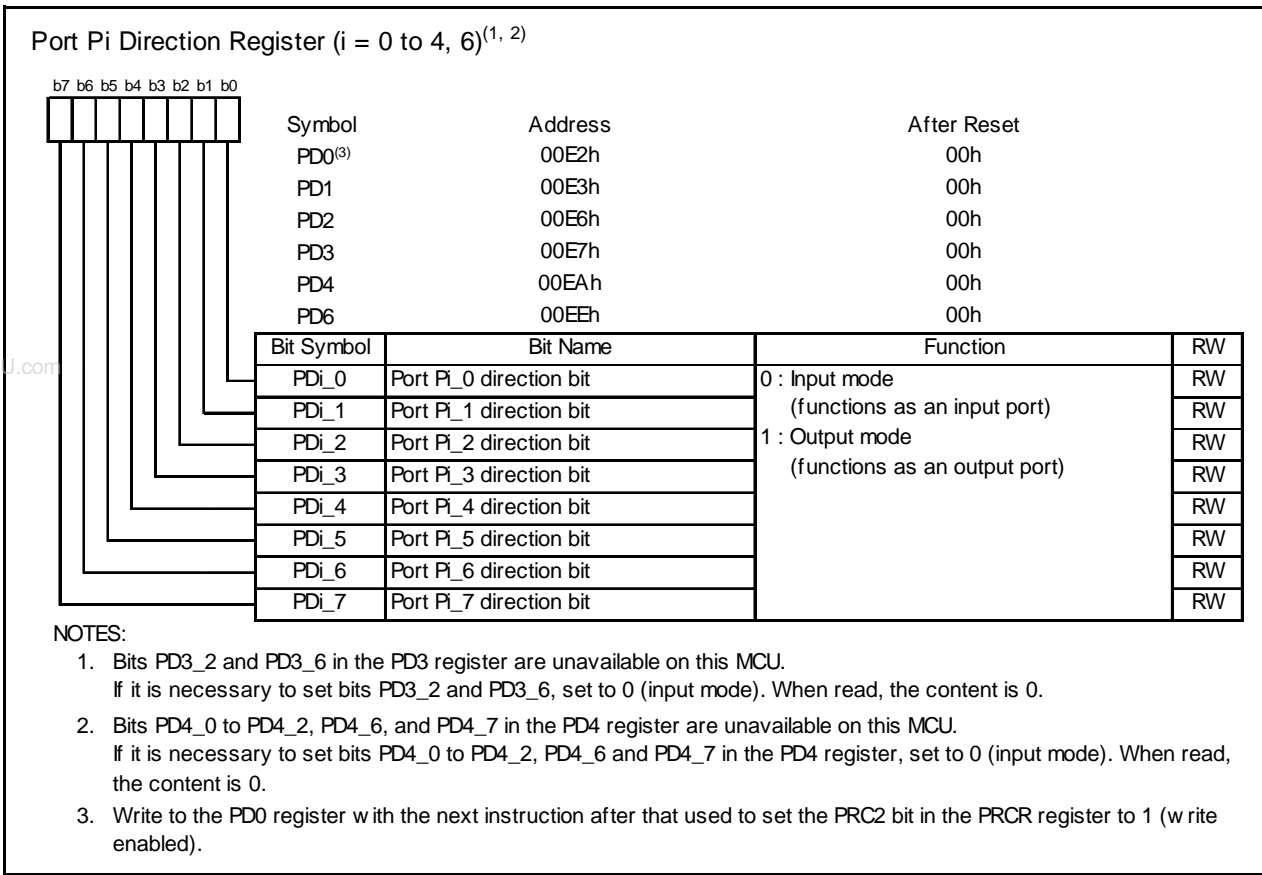 Port Pi Direction Register (i = 0 to 4, 6)(1, 2)
b7 b6 b5 b4 b3 b2 b1 b0
Symbol Address After Reset
PD0(3) 00E2h 00h
PD1 00E3h 00h
PD2 00E6h 00h
PD3 00E7h 00h
PD4 00EAh 00h
PD6 00EEh 00h
Bit Symbol Bit Name Function RW
U.com
PDi_0 Port Pi_0 direction bit 0 : Input mode RW
PDi_1 Port Pi_1 direction bit (functions as an input port) RW
PDi_2 Port Pi_2 direction bit 1 : Output mode RW
PDi_3 Port Pi_3 direction bit (functions as an output port) RW
PDi_4 Port Pi_4 direction bit RW
PDi_5 Port Pi_5 direction bit RW
PDi_6 Port Pi_6 direction bit RW
PDi_7 Port Pi_7 direction bit RW
NOTES:
1. Bits PD3_2 and PD3_6 in the PD3 register are unavailable on this MCU.
If it is necessary to set bits PD3_2 and PD3_6, set to 0 (input mode). When read, the content is 0.
2. Bits PD4_0 to PD4_2, PD4_6, and PD4_7 in the PD4 register are unavailable on this MCU.
If it is necessary to set bits PD4_0 to PD4_2, PD4_6 and PD4_7 in the PD4 register, set to 0 (input mode). When read,
the content is 0.
3. Write to the PD0 register with the next instruction after that used to set the PRC2 bit in the PRCR register to 1 (write
enabled).